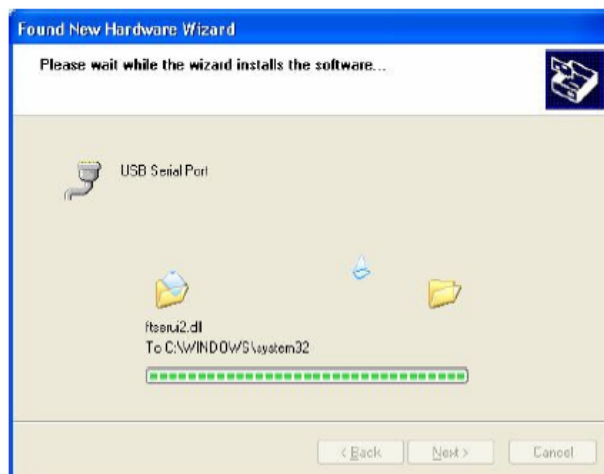 Found New Hardware Wizard
Please wait while the wizard installs the software...
USB Serial Port
ftserui2.dll
To C:\WINDOWS\system32
< Back
Next >
Cancel